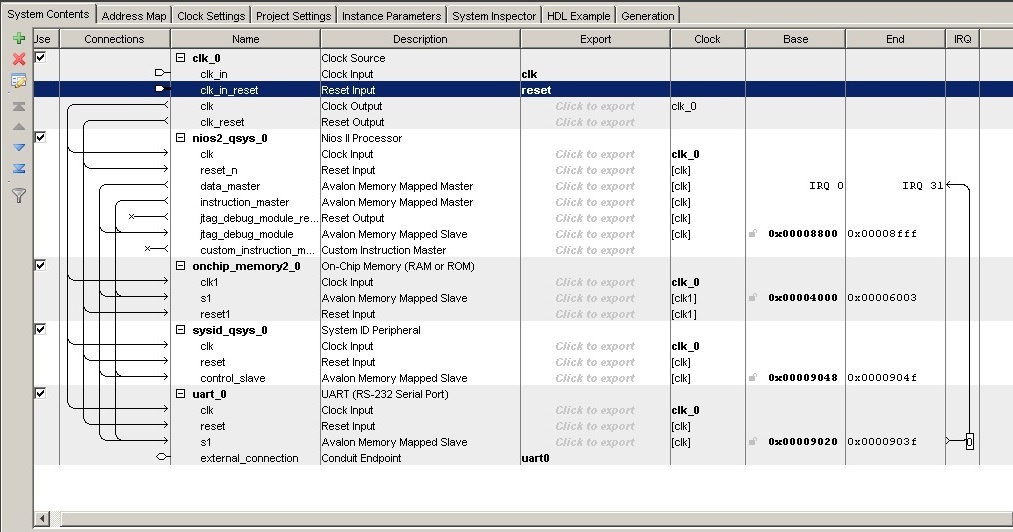 System Contents Address Map Clock Settings Project Settings Instance Parameters System Inspector HDL Example Generation
Use Connections Name Description Export Clock Base End IRQ
clk_0 Clock Source
clk_in Clock Input clk
clk_in_reset Reset Input reset
clk Clock Output Click to export clk_0
clk_reset Reset Output Click to export
nios2_qsys_0 Nios II Processor
clk Clock Input Click to export clk_0
reset_n Reset Input Click to export [clk]
data_master Avalon Memory Mapped Master Click to export [clk] IRQ 0 IRQ 31
instruction_master Avalon Memory Mapped Master Click to export [clk]
jtag_debug_module_re... Reset Output Click to export [clk]
jtag_debug_module Avalon Memory Mapped Slave Click to export [clk] 0x00008800 0x00008fff
custom_instruction_m... Custom Instruction Master Click to export
onchip_memory2_0 On-Chip Memory (RAM or ROM)
clk1 Clock Input Click to export clk_0
s1 Avalon Memory Mapped Slave Click to export [clk1] 0x00004000 0x00006003
reset1 Reset Input Click to export [clk1]
sysid_qsys_0 System ID Peripheral
clk Clock Input Click to export clk_0
reset Reset Input Click to export [clk]
control_slave Avalon Memory Mapped Slave Click to export [clk] 0x00009048 0x0000904f
uart_0 UART (RS-232 Serial Port)
clk Clock Input Click to export clk_0
reset Reset Input Click to export [clk]
s1 Avalon Memory Mapped Slave Click to export [clk] 0x00009020 0x0000903f 0
external_connection Conduit Endpoint uart0